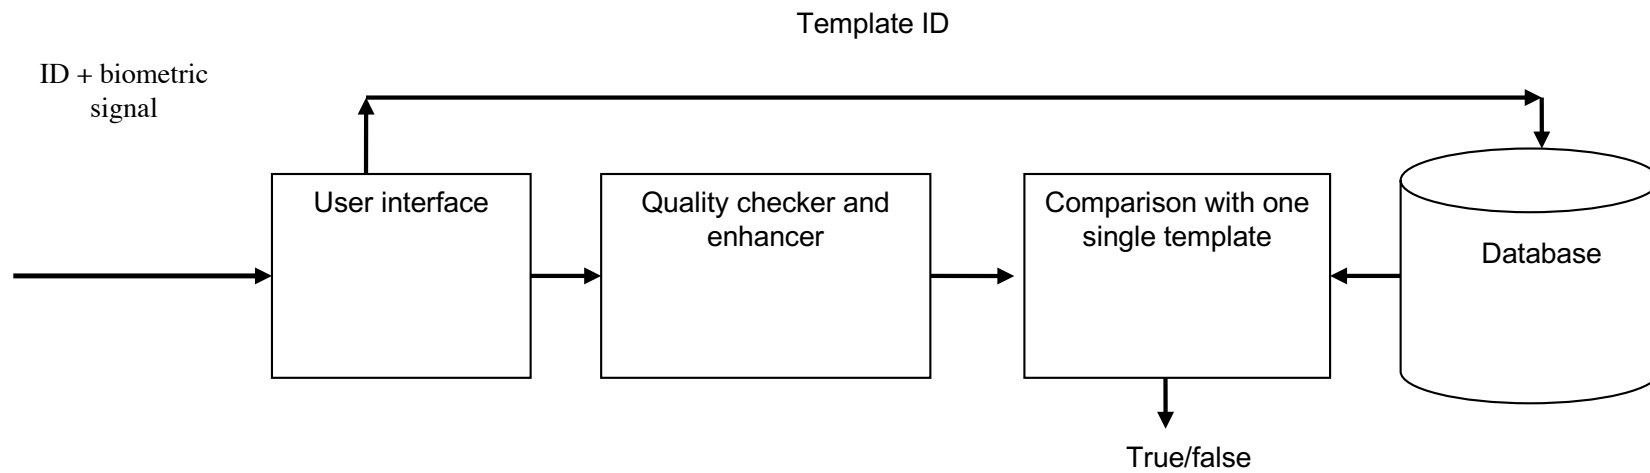 Template ID
ID + biometric
signal
User interface
Quality checker and
enhancer
Comparison with one
single template
Database
True/false